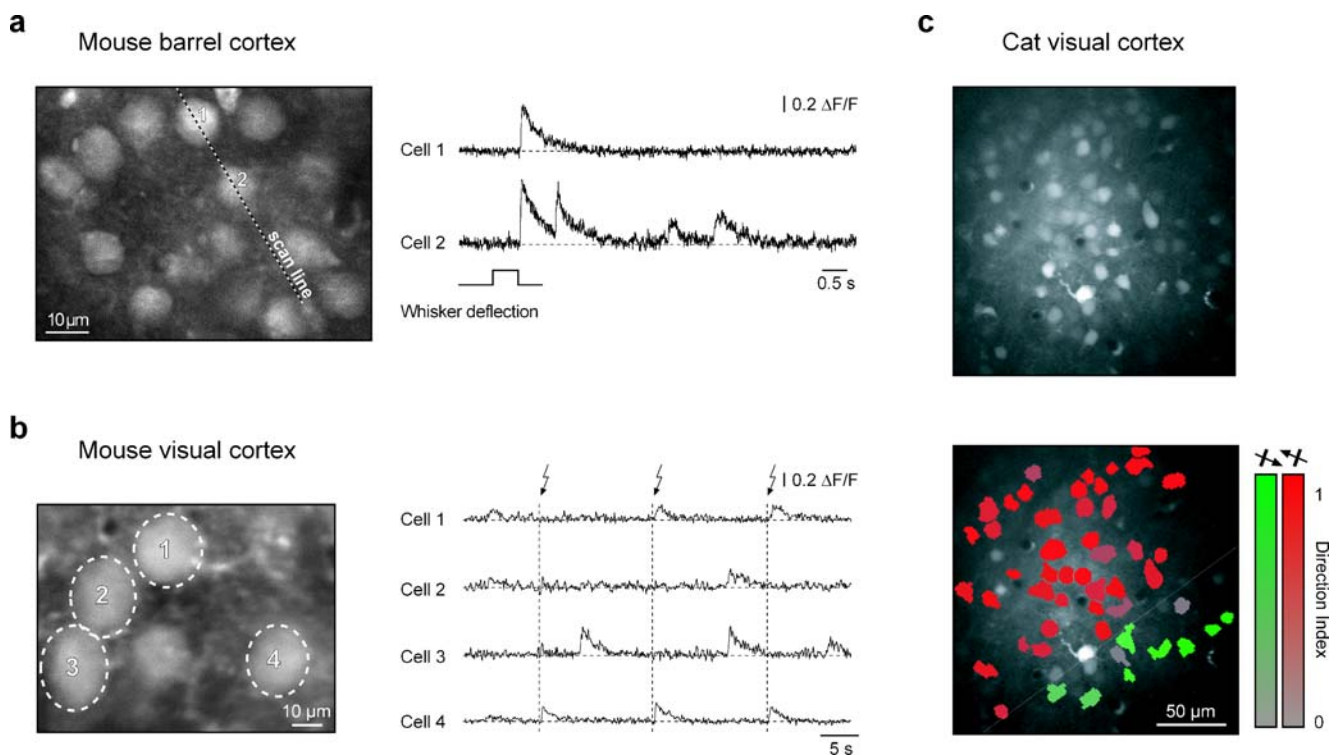 a
Mouse barrel cortex
1
2
scan line
10 µm
0.2 ΔF/F
Cell 1
Cell 2
Whisker deflection
0.5 s
b
Mouse visual cortex
1
2
3
4
10 µm
0.2 ΔF/F
Cell 1
Cell 2
Cell 3
Cell 4
5 s
c
Cat visual cortex
50 µm
1
Direction Index
0